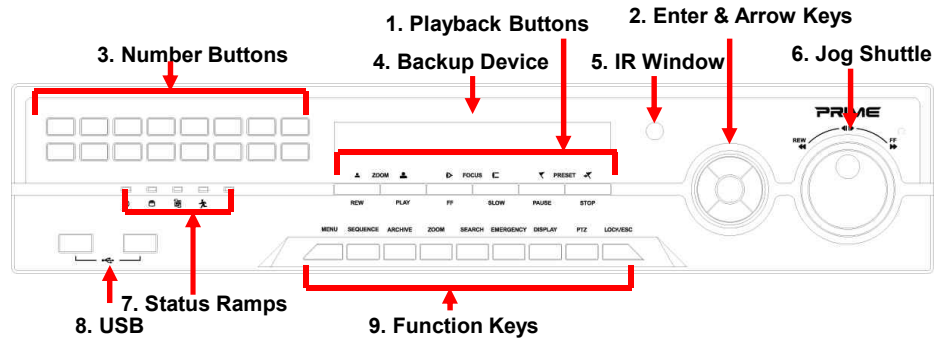 1. Playback Buttons
2. Enter & Arrow Keys
3. Number Buttons
4. Backup Device
5. IR Window
6. Jog Shuttle
PRIME
REW
FF
ZOOM
FOCUS
PRESET
REW PLAY FF SLOW PAUSE STOP
MENU SEQUENCE ARCHIVE ZOOM SEARCH EMERGENCY DISPLAY PTZ LOCK/ESC
7. Status Ramps
8. USB
9. Function Keys